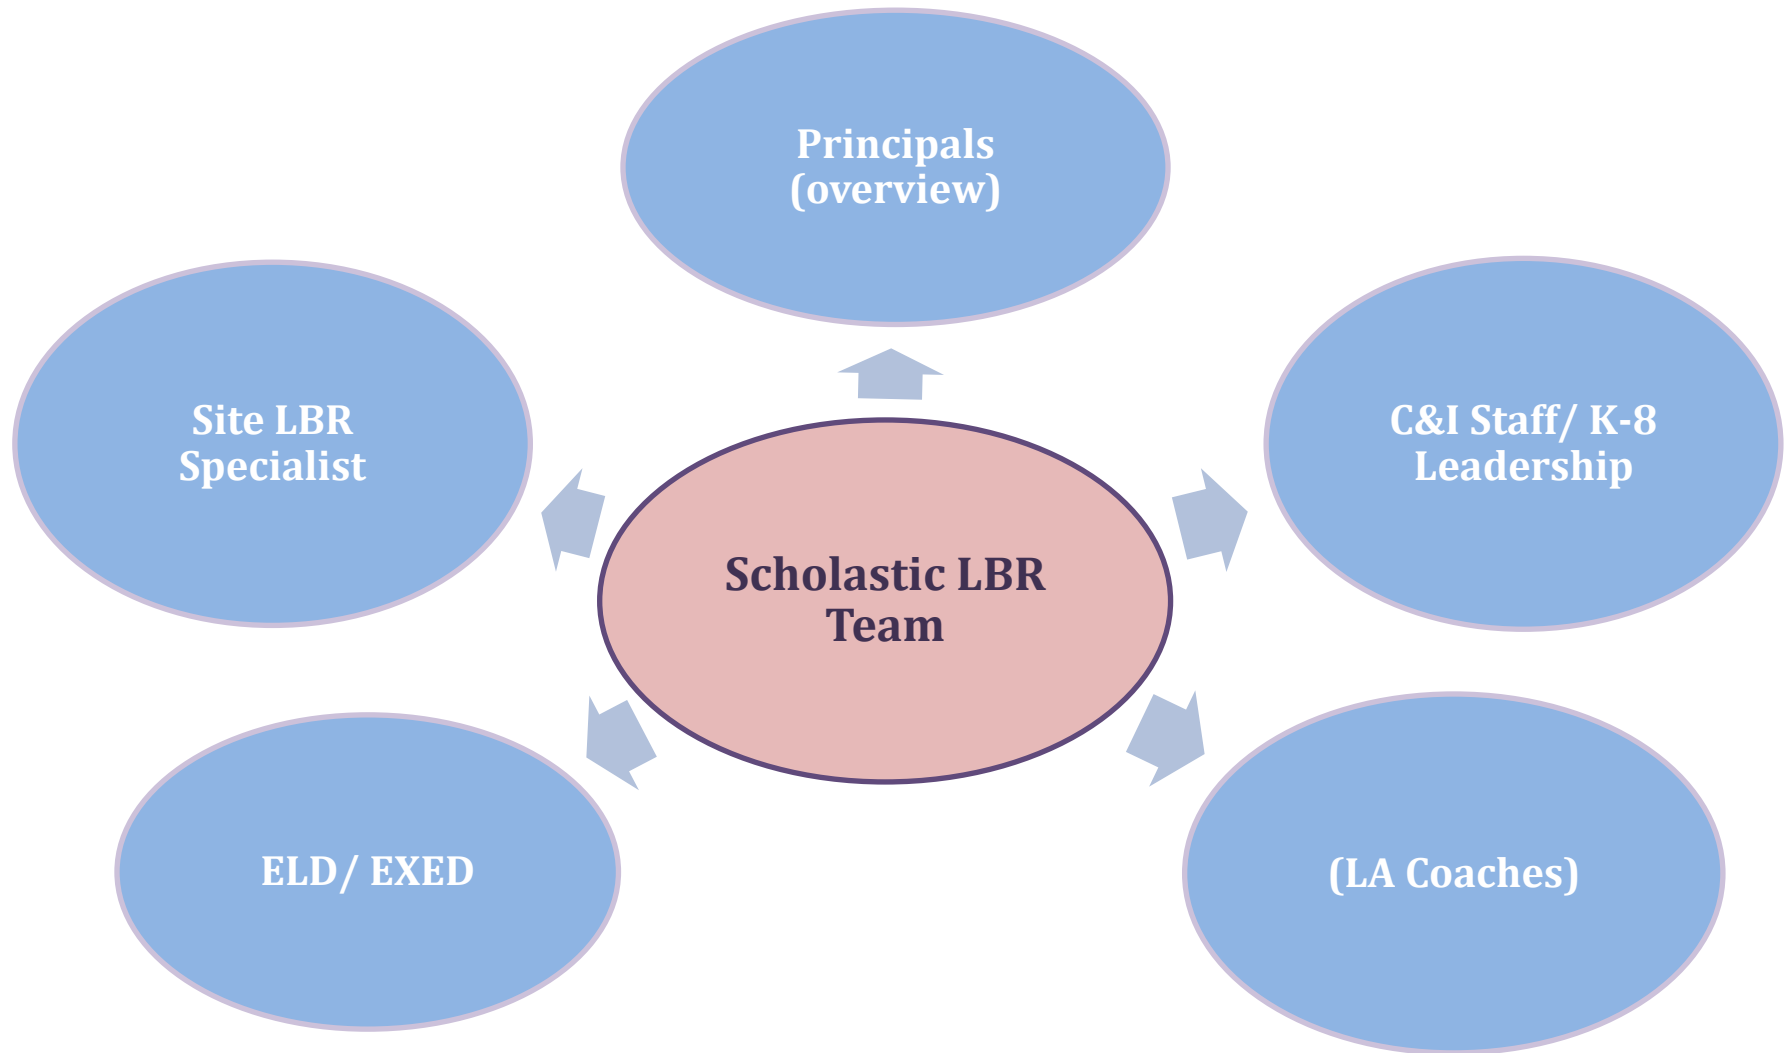 Principals
(overview)
Site LBR
Specialist
C&I Staff/ K-8
Leadership
Scholastic LBR
Team
ELD/ EXED
(LA Coaches)